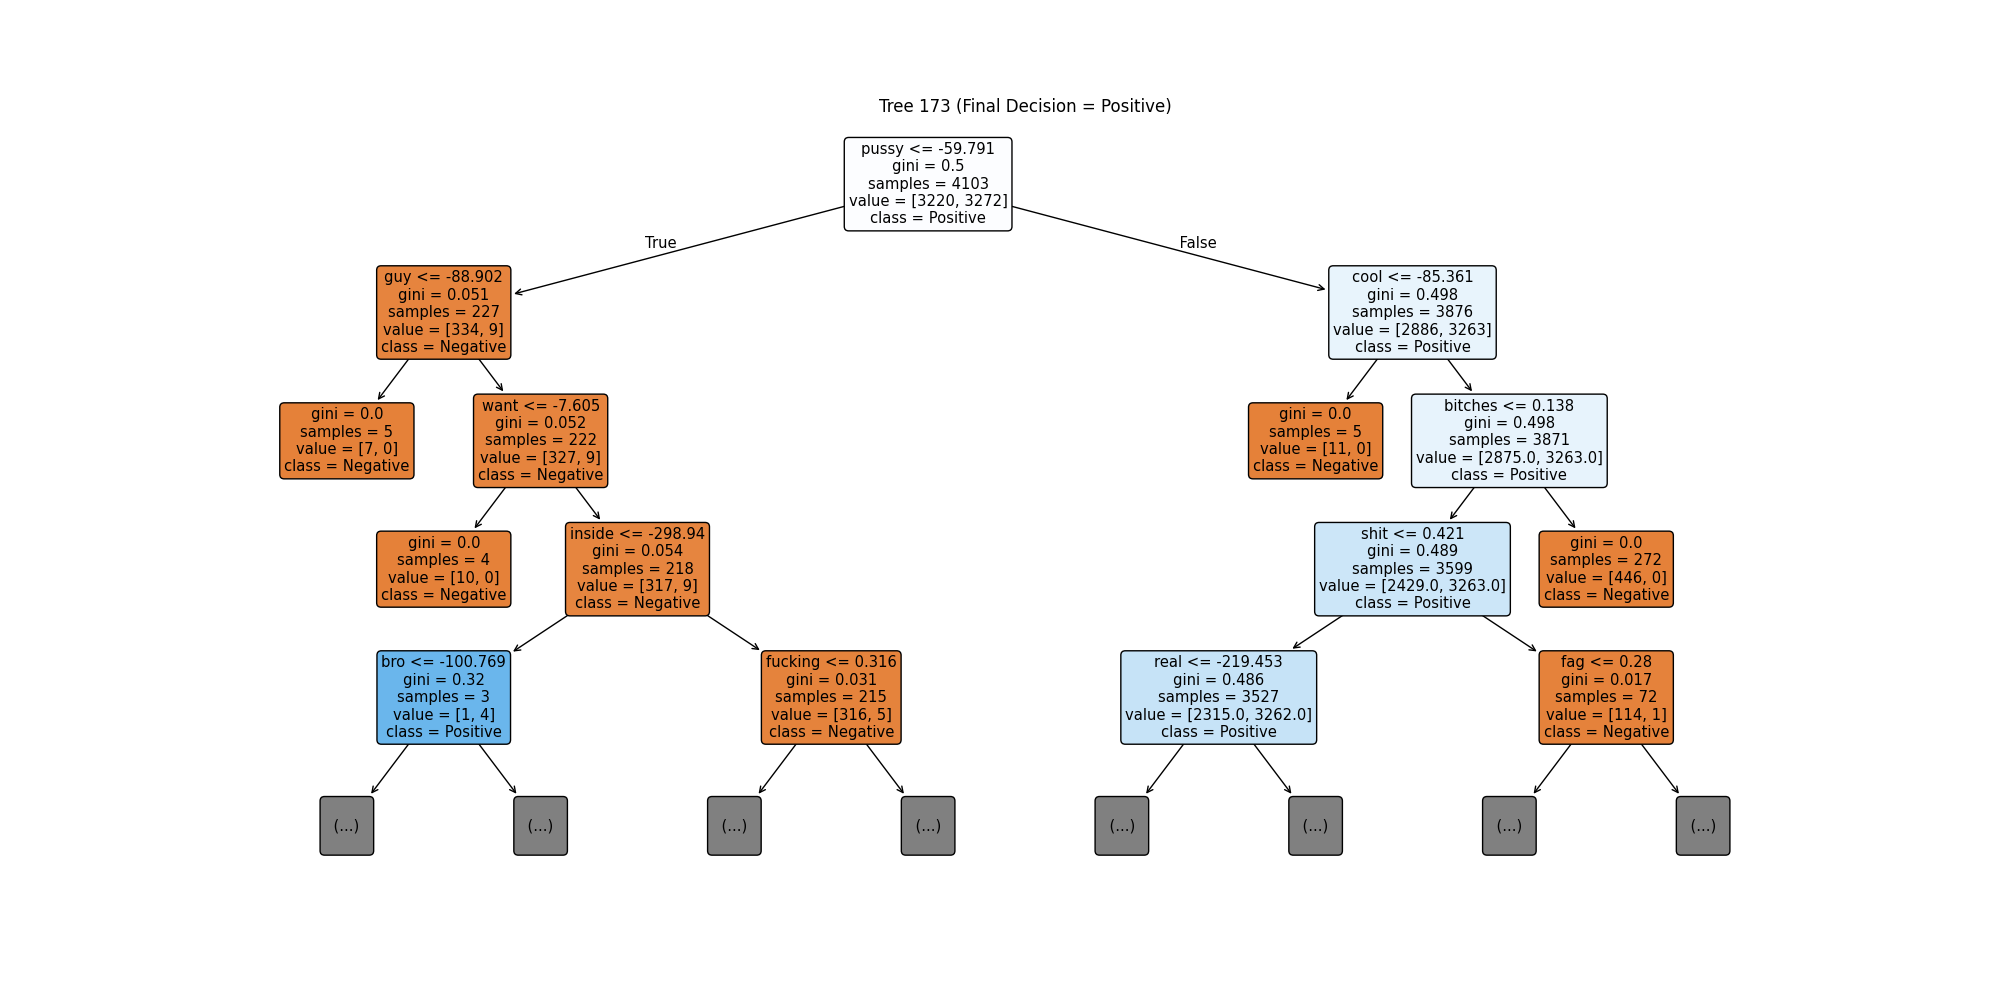 Tree 173 (Final Decision = Positive)
pussy <= -59.791
gini = 0.5
samples = 4103
value = [3220, 3272]
class = Positive
True
False
guy <= -88.902
gini = 0.051
samples = 227
value = [334, 9]
class = Negative
cool <= -85.361
gini = 0.498
samples = 3876
value = [2886, 3263]
class = Positive
gini = 0.0
samples = 5
value = [7, 0]
class = Negative
want <= -7.605
gini = 0.052
samples = 222
value = [327, 9]
class = Negative
gini = 0.0
samples = 5
value = [11, 0]
class = Negative
bitches <= 0.138
gini = 0.498
samples = 3871
value = [2875.0, 3263.0]
class = Positive
gini = 0.0
samples = 4
value = [10, 0]
class = Negative
inside <= -298.94
gini = 0.054
samples = 218
value = [317, 9]
class = Negative
shit <= 0.421
gini = 0.489
samples = 3599
value = [2429.0, 3263.0]
class = Positive
gini = 0.0
samples = 272
value = [446, 0]
class = Negative
bro <= -100.769
gini = 0.32
samples = 3
value = [1, 4]
class = Positive
fucking <= 0.316
gini = 0.031
samples = 215
value = [316, 5]
class = Negative
real <= -219.453
gini = 0.486
samples = 3527
value = [2315.0, 3262.0]
class = Positive
fag <= 0.28
gini = 0.017
samples = 72
value = [114, 1]
class = Negative
(...)
(...)
(...)
(...)
(...)
(...)
(...)
(...)